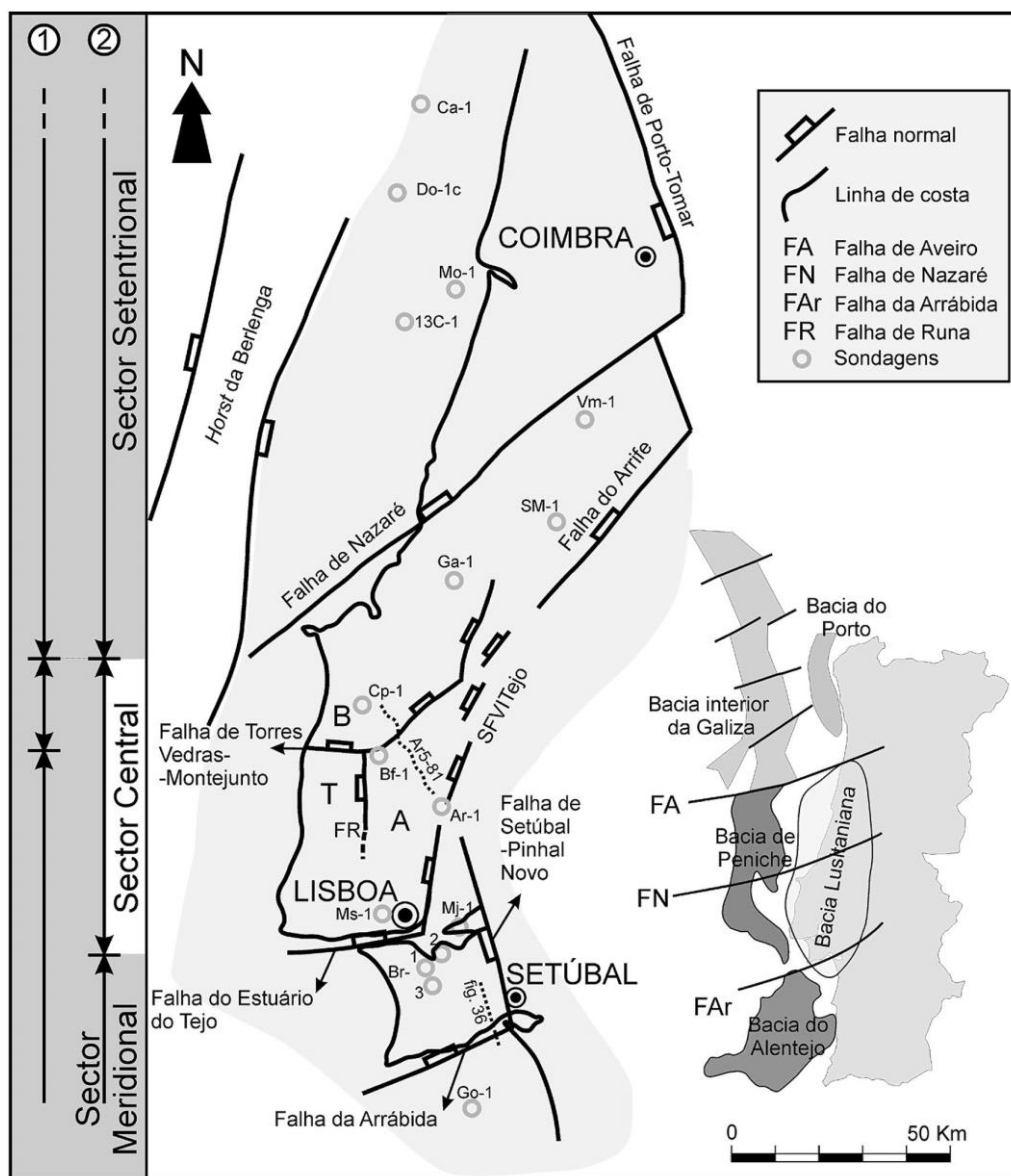 1
2
N
Sector Setentrional
Sector Central
Sector
Meridional
Ca-1
Do-1c
Mo-1
13C-1
COIMBRA
Falha de Porto-Tomar
Horst da Berlenga
Vm-1
SM-1
Falha de Nazaré
Falha do Arrife
Ga-1
Cp-1
B
Falha de Torres
Vedras-
-Montejunto
Bf-1
Ar5-81
SFVI/Tejo
T
A
FR
Ar-1
Falha de
Setúbal
-Pinhal
Novo
LISBOA
Ms-1
Mj-1
2
1
Br-
3
SETÚBAL
fig. 36
Falha do Estuário
do Tejo
Falha da Arrábida
Go-1
Falha normal
Linha de costa
FA Falha de Aveiro
FN Falha de Nazaré
FAr Falha da Arrábida
FR Falha de Runa
Sondagens
Bacia do
Porto
Bacia interior
da Galiza
FA
Bacia de
Peniche
Bacia Lusitaniana
FN
FAr
Bacia do
Alentejo
0 50 Km